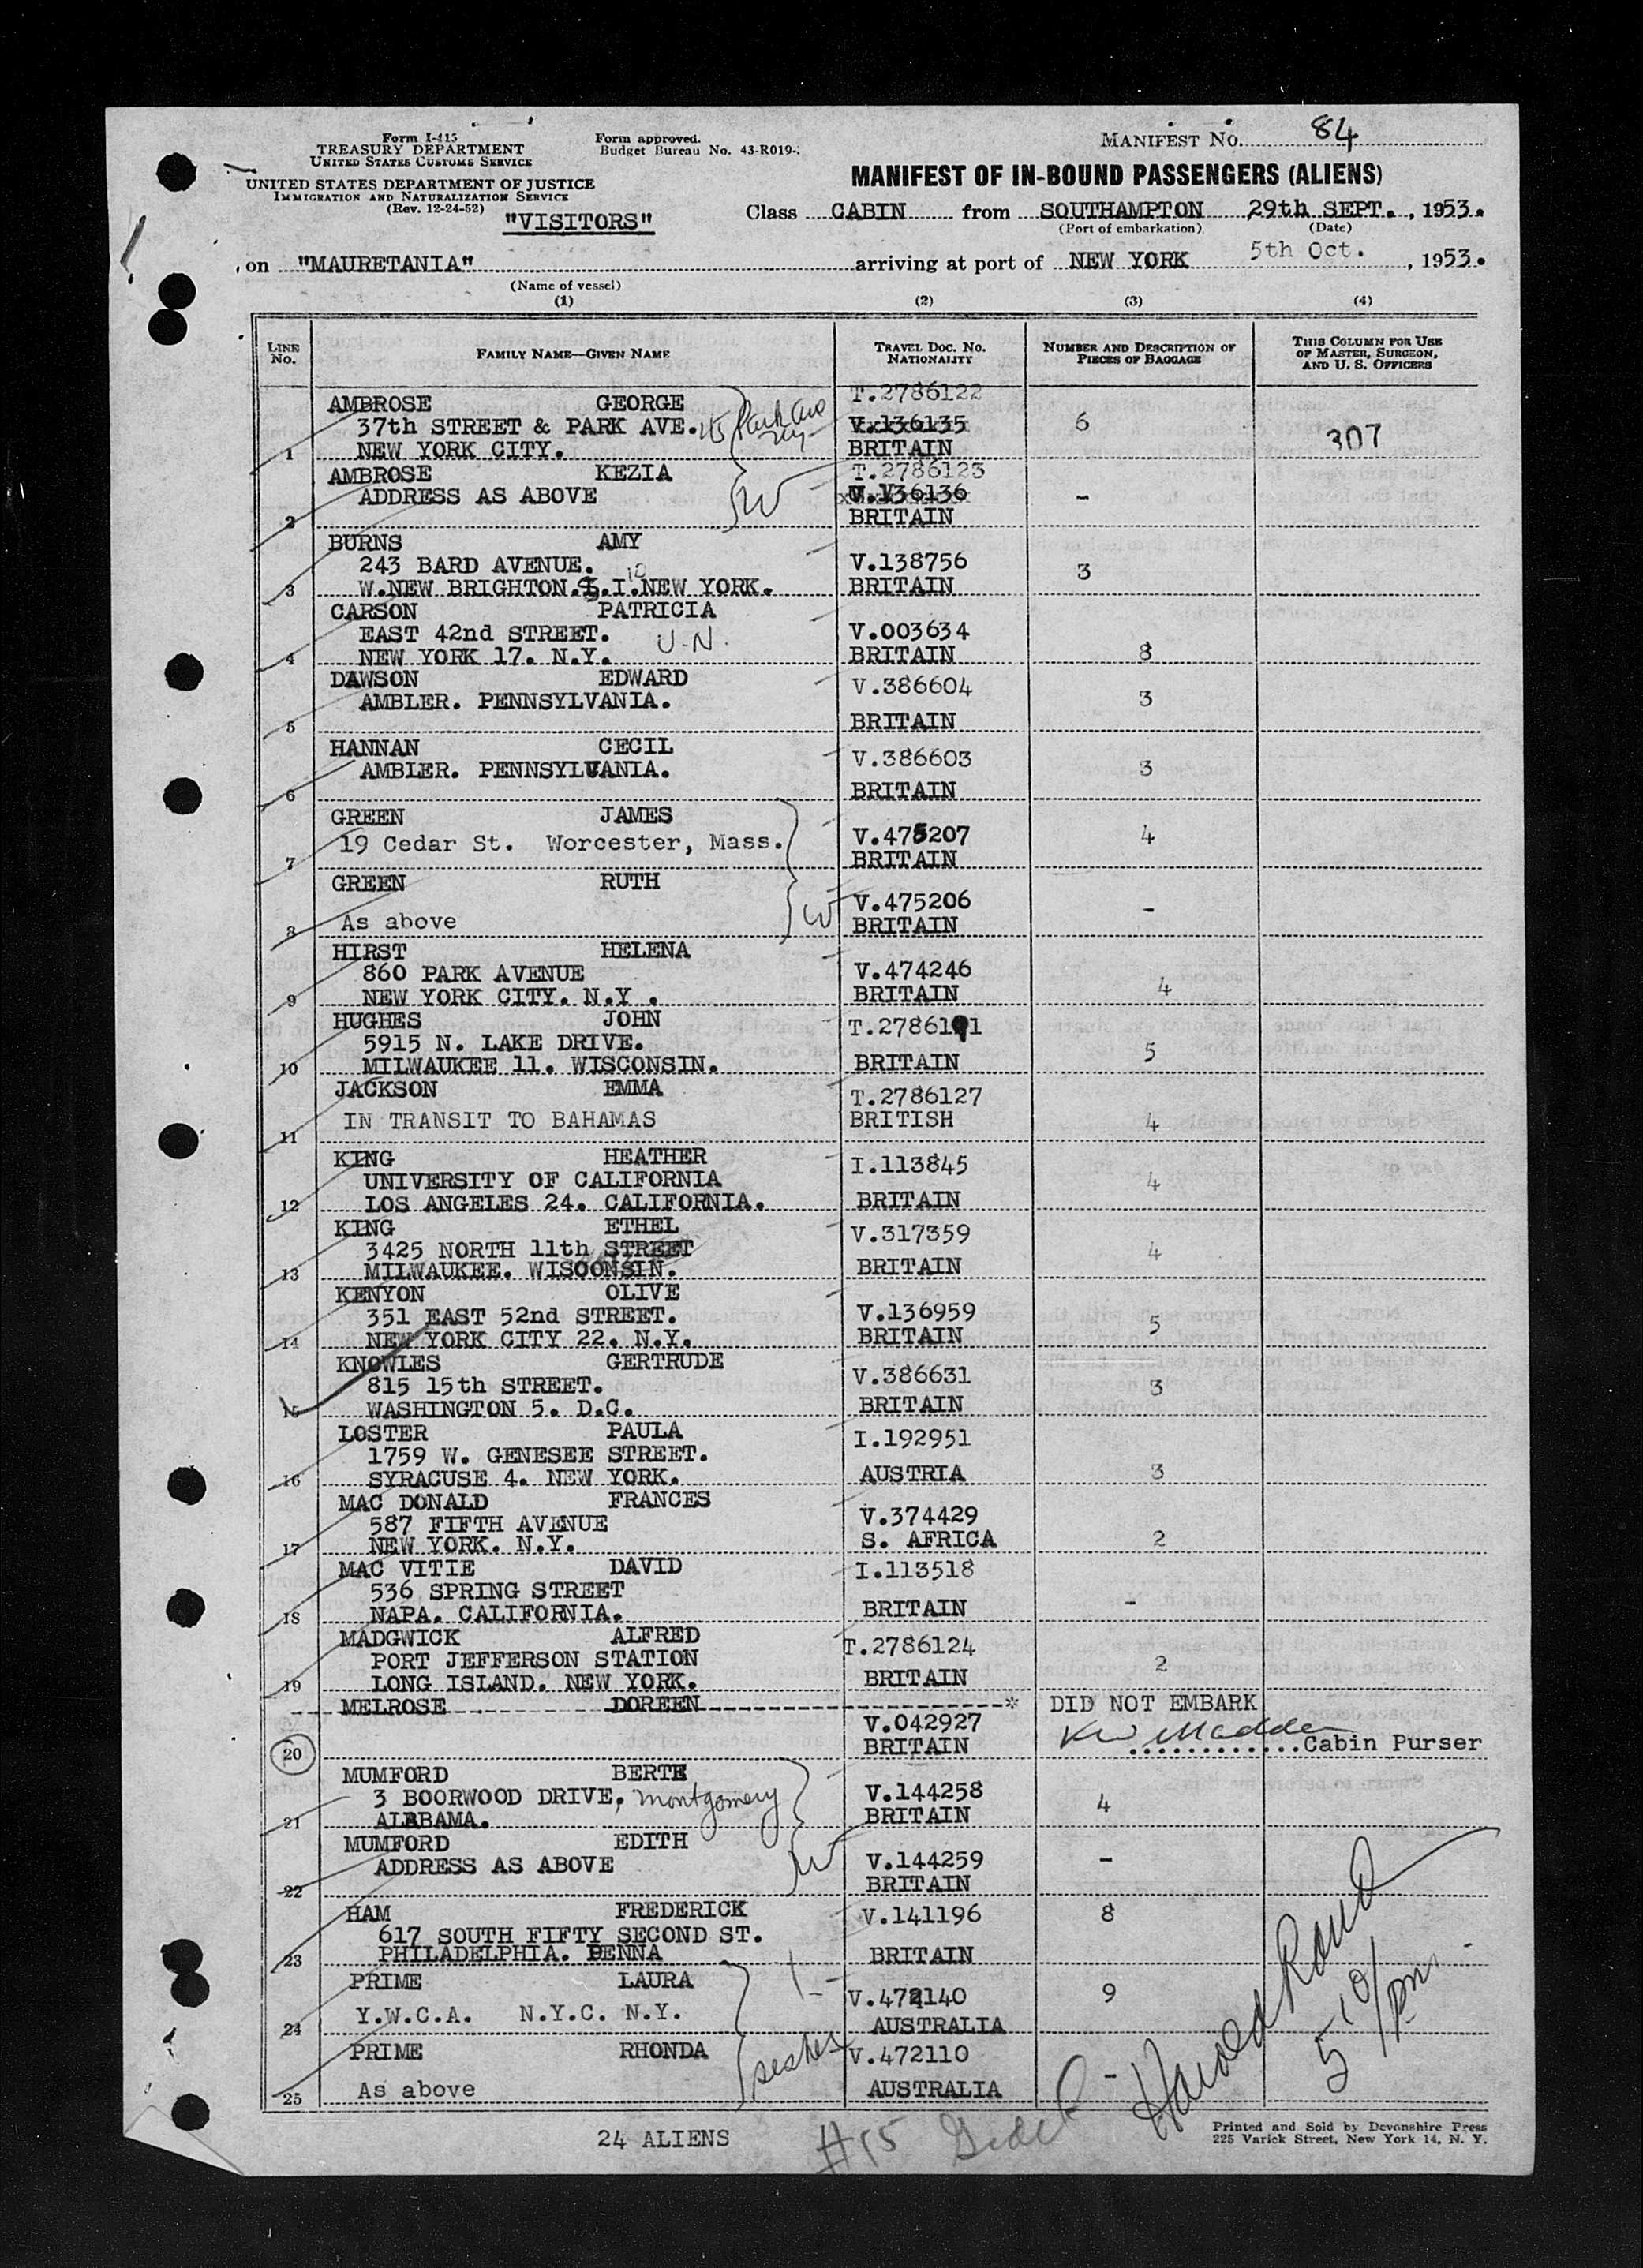 Form I-415
TREASURY DEPARTMENT
UNITED STATES CUSTOMS SERVICE
Form approved.
Budget Bureau No. 43-R019-
MANIFEST NO. 84
UNITED STATES DEPARTMENT OF JUSTICE
IMMIGRATION AND NATURALIZATION SERVICE
(Rev. 12-24-52)
MANIFEST OF IN-BOUND PASSENGERS (ALIENS)
"VISITORS"
Class CABIN from SOUTHAMPTON 29th SEPT., 1953.
(Port of embarkation) (Date)
on "MAURETANIA" arriving at port of NEW YORK 5th Oct., 1953.
(Name of vessel)
(1) (2) (3) (4)
LINE No. FAMILY NAME—GIVEN NAME TRAVEL DOC. NO. NATIONALITY NUMBER AND DESCRIPTION OF PIECES OF BAGGAGE THIS COLUMN FOR USE OF MASTER, SURGEON, AND U. S. OFFICERS
AMBROSE GEORGE T.2786122
37th STREET & PARK AVE. Park Ave V.136135 6
1 NEW YORK CITY. BRITAIN 307
AMBROSE KEZIA T.2786123
ADDRESS AS ABOVE W V.136136 -
2 BRITAIN
BURNS AMY
243 BARD AVENUE. V.138756 3
3 W.NEW BRIGHTON.S.I. 10 NEW YORK. BRITAIN
CARSON PATRICIA
EAST 42nd STREET. U.N. V.003634
4 NEW YORK 17. N.Y. BRITAIN 8
DAWSON EDWARD V.386604
AMBLER. PENNSYLVANIA. 3
5 BRITAIN
HANNAN CECIL V.386603
AMBLER. PENNSYLVANIA. 3
6 BRITAIN
GREEN JAMES
19 Cedar St. Worcester, Mass. V.475207 4
7 BRITAIN
GREEN RUTH
V.475206 -
8 As above W BRITAIN
HIRST HELENA
860 PARK AVENUE V.474246
9 NEW YORK CITY. N.Y. BRITAIN 4
HUGHES JOHN T.2786191
5915 N. LAKE DRIVE. 5
10 MILWAUKEE 11. WISCONSIN. BRITAIN
JACKSON EMMA T.2786127
IN TRANSIT TO BAHAMAS BRITISH 4
11
KING HEATHER I.113845
UNIVERSITY OF CALIFORNIA 4
12 LOS ANGELES 24. CALIFORNIA. BRITAIN
KING ETHEL V.317359
3425 NORTH 11th STREET 4
13 MILWAUKEE. WISCONSIN. BRITAIN
KENYON OLIVE
351 EAST 52nd STREET. V.136959 5
14 NEW YORK CITY 22. N.Y. BRITAIN
KNOWLES GERTRUDE V.386631
815 15th STREET. 3
15 WASHINGTON 5. D.C. BRITAIN
LOSTER PAULA I.192951
1759 W. GENESEE STREET.
16 SYRACUSE 4. NEW YORK. AUSTRIA 3
MAC DONALD FRANCES
587 FIFTH AVENUE V.374429
17 NEW YORK. N.Y. S. AFRICA 2
MAC VITIE DAVID I.113518
536 SPRING STREET
18 NAPA. CALIFORNIA. BRITAIN -
MADGWICK ALFRED T.2786124
PORT JEFFERSON STATION 2
19 LONG ISLAND. NEW YORK. BRITAIN
MELROSE DOREEN * DID NOT EMBARK
V.042927
20 BRITAIN K W Madden Cabin Purser
MUMFORD BERTE
3 BOORWOOD DRIVE, Montgomery V.144258 4
21 ALABAMA. BRITAIN
MUMFORD EDITH
ADDRESS AS ABOVE W V.144259 -
22 BRITAIN
HAM FREDERICK V.141196 8
617 SOUTH FIFTY SECOND ST.
23 PHILADELPHIA. PENNA BRITAIN
PRIME LAURA V.472140 9
Y.W.C.A. N.Y.C. N.Y.
24 AUSTRALIA
PRIME RHONDA sister V.472110 -
25 As above AUSTRALIA
Harold
510/pm
24 ALIENS #15
Printed and Sold by Devonshire Press
225 Varick Street, New York 14, N. Y.